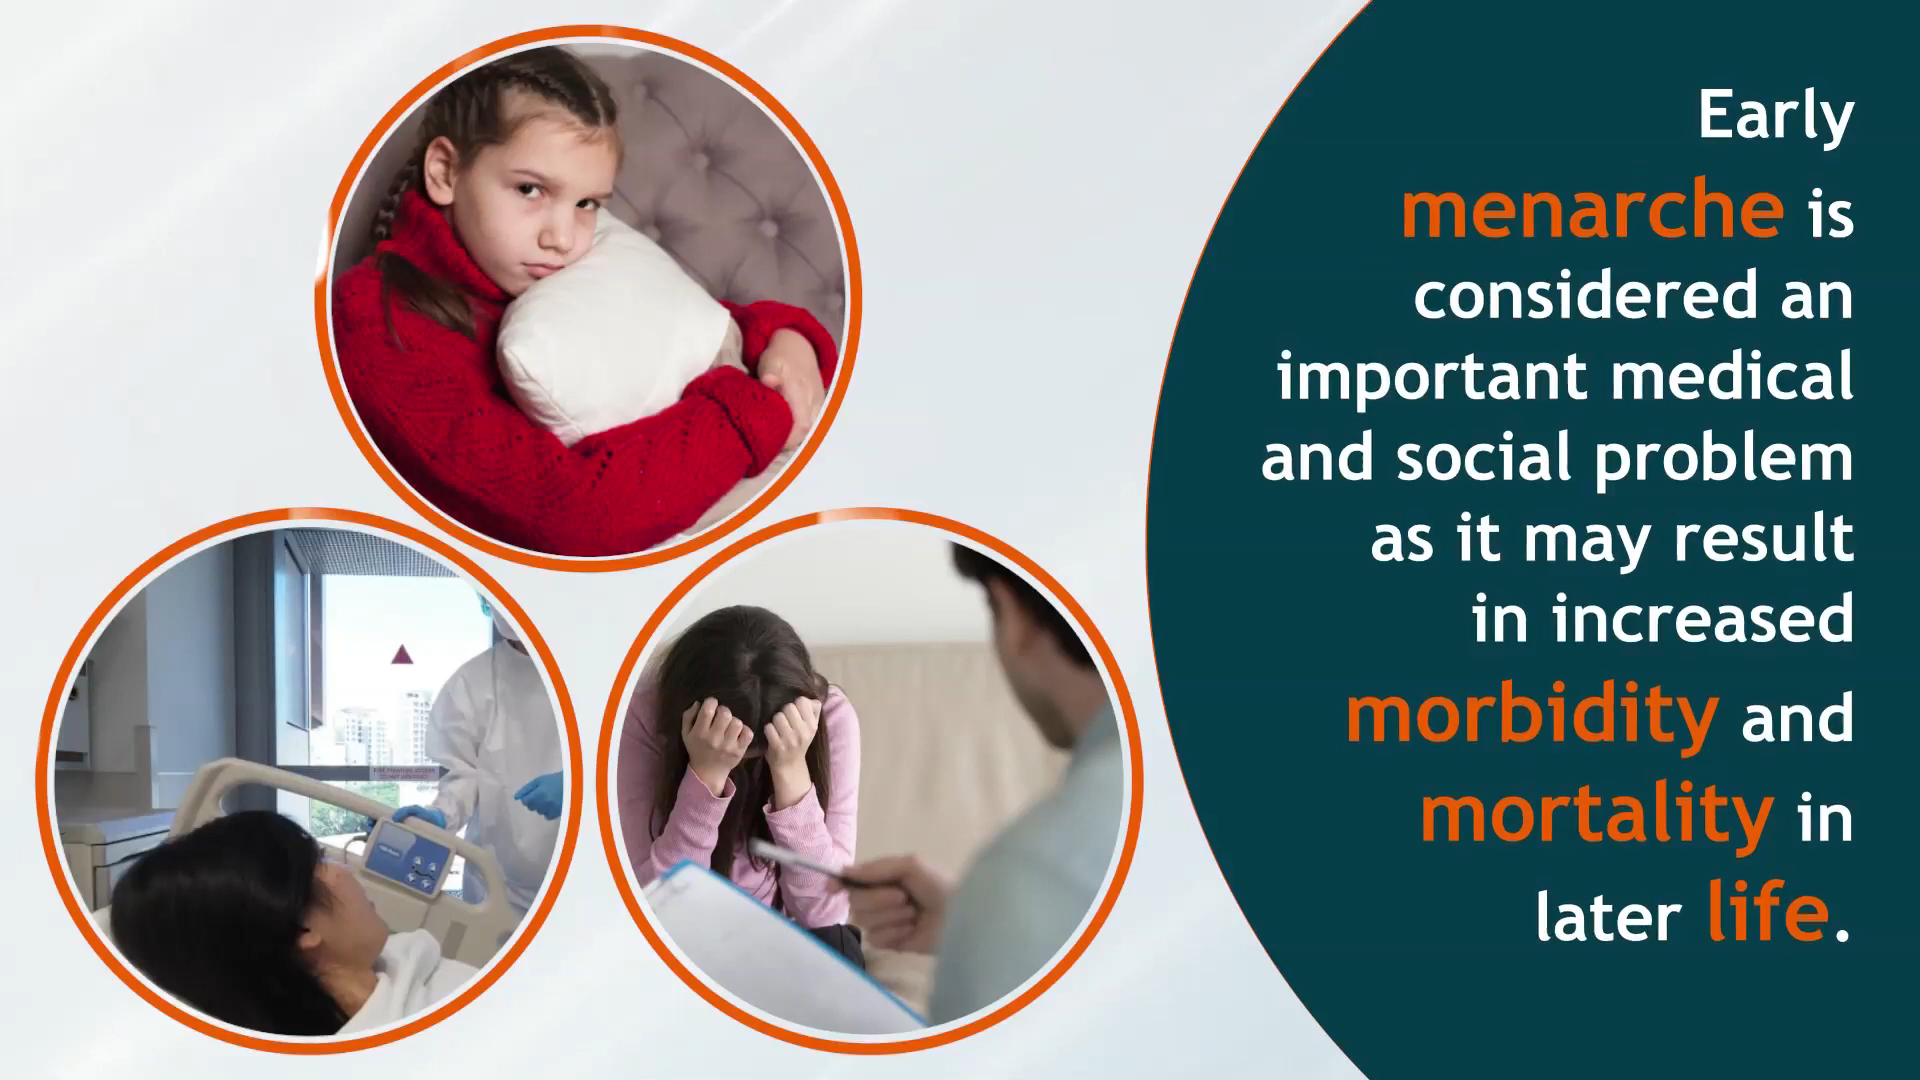 Early
menarche is
considered an
important medical
and social problem
as it may result
in increased
morbidity and
mortality in
later life.